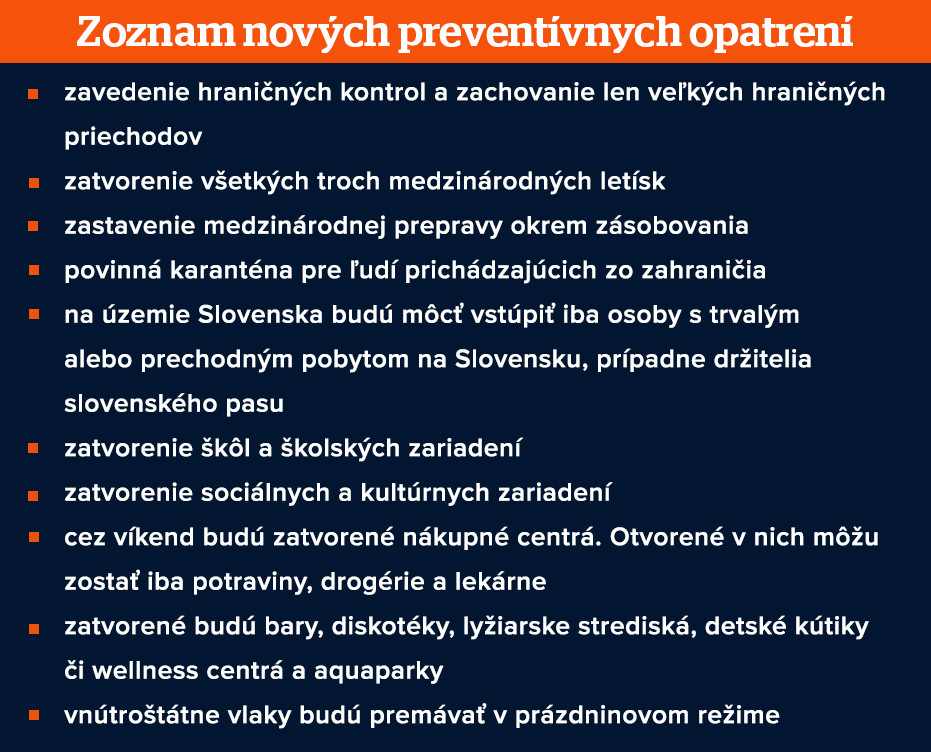 Zoznam nových preventívnych opatrení
zavedenie hraničných kontrol a zachovanie len veľkých hraničných
priechodov
zatvorenie všetkých troch medzinárodných letísk
zastavenie medzinárodnej prepravy okrem zásobovania
povinná karanténa pre ľudí prichádzajúcich zo zahraničia
na územie Slovenska budú môcť vstúpiť iba osoby s trvalým
alebo prechodným pobytom na Slovensku, prípadne držitelia
slovenského pasu
zatvorenie škôl a školských zariadení
zatvorenie sociálnych a kultúrnych zariadení
cez víkend budú zatvorené nákupné centrá. Otvorené v nich môžu
zostať iba potraviny, drogérie a lekárne
zatvorené budú bary, diskotéky, lyžiarske strediská, detské kútiky
či wellness centrá a aquaparky
vnútroštátne vlaky budú premávať v prázdninovom režime